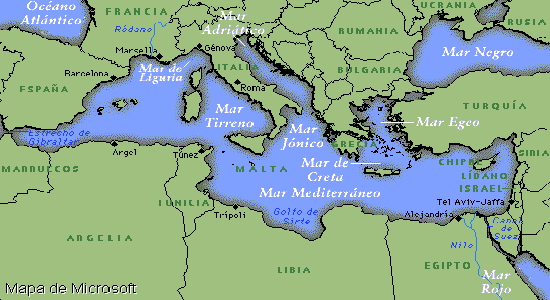 Océano
Atlántico
FRANCIA
Mar
Adriático
UCRANIA
RUSIA
Ródano
Marsella
Génova
RUMANIA
Mar de
Liguria
ITALIA
Mar Negro
Barcelona
Roma
BULGARIA
ESPAÑA
Mar
Tirreno
TURQUÍA
Mar Egeo
Mar
Jónico
GRECIA
Estrecho de
Gibraltar
Argel
Túnez
MALTA
Mar de
Creta
CHIPRE
SIRIA
MARRUECOS
LÍBANO
ISRAEL
Mar Mediterráneo
Tel Aviv-Jaffa
TUNICIA
Trípoli
Golfo de
Sirte
Alejandría
Canal
de
Suez
ARGELIA
Nilo
LIBIA
EGIPTO
Mar
Rojo
Mapa de Microsoft